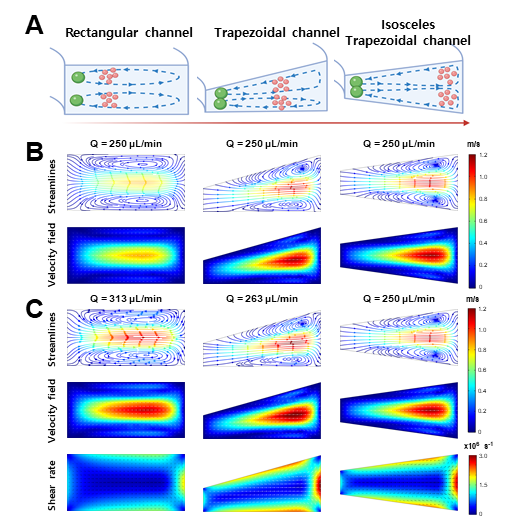 A
Rectangular channel
Trapezoidal channel
Isosceles
Trapezoidal channel
B
Q = 250 μL/min
Q = 250 μL/min
Q = 250 μL/min
m/s
Streamlines
Velocity field
1.2
1.0
0.8
0.6
0.4
0.2
0
C
Q = 313 μL/min
Q = 263 μL/min
Q = 250 μL/min
m/s
Streamlines
Velocity field
1.2
1.0
0.8
0.6
0.4
0.2
0
Shear rate
x10⁶ s⁻¹
3.0
1.5
0